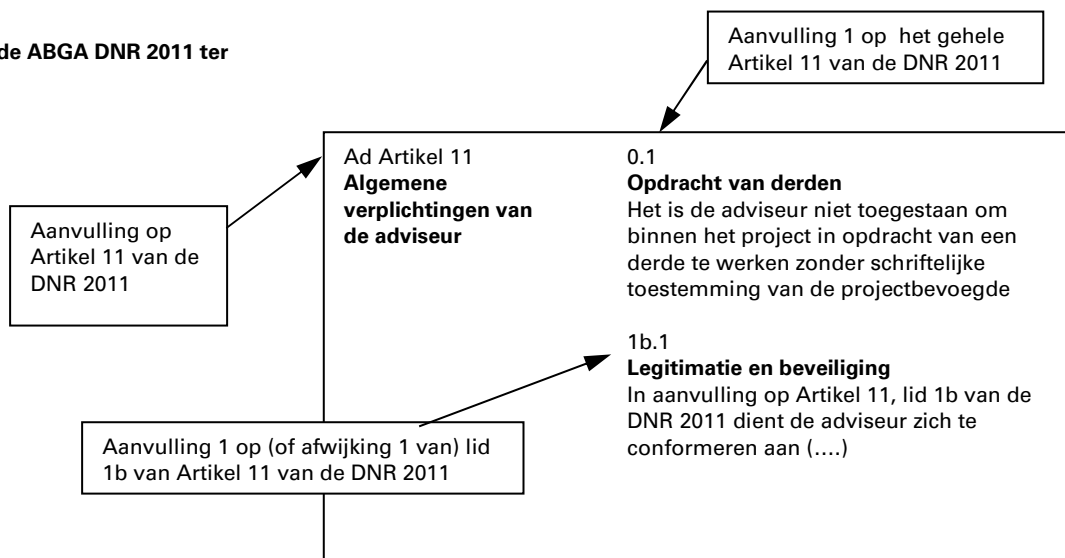 de ABGA DNR 2011 ter
Aanvulling 1 op het gehele
Artikel 11 van de DNR 2011
Ad Artikel 11
Algemene
verplichtingen van
de adviseur
0.1
Opdracht van derden
Het is de adviseur niet toegestaan om
binnen het project in opdracht van een
derde te werken zonder schriftelijke
toestemming van de projectbevoegde
Aanvulling op
Artikel 11 van de
DNR 2011
1b.1
Legitimatie en beveiliging
In aanvulling op Artikel 11, lid 1b van de
DNR 2011 dient de adviseur zich te
conformeren aan (....)
Aanvulling 1 op (of afwijking 1 van) lid
1b van Artikel 11 van de DNR 2011